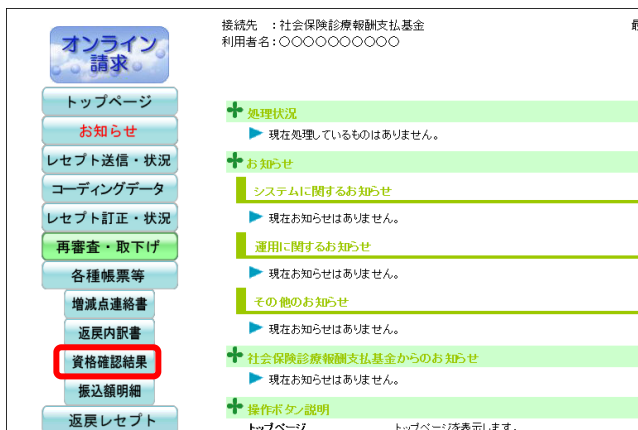 接続先　：社会保険診療報酬支払基金
最
利用者名：○○○○○○○○○○
オンライン
請求
トップページ
お知らせ
レセプト送信・状況
コーディングデータ
レセプト訂正・状況
再審査・取下げ
各種帳票等
増減点連絡書
返戻内訳書
資格確認結果
振込額明細
返戻レセプト
処理状況
現在処理しているものはありません。
お知らせ
システムに関するお知らせ
現在お知らせはありません。
運用に関するお知らせ
現在お知らせはありません。
その他のお知らせ
現在お知らせはありません。
社会保険診療報酬支払基金からのお知らせ
現在お知らせはありません。
操作ボタン説明
トップページ　トップページを表示します。